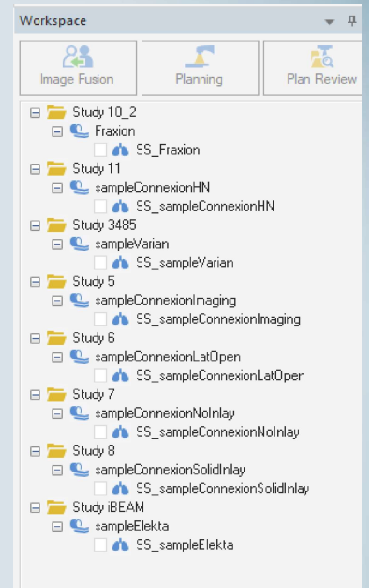 Workspace
Image Fusion Planning Plan Review
Study 10_2
Fraxion
SS_Fraxion
Study 11
sampleConnexionHN
SS_sampleConnexionHN
Study 3485
sampleVarian
SS_sampleVarian
Study 5
sampleConnexionImaging
SS_sampleConnexionImaging
Study 6
sampleConnexionLatOpen
SS_sampleConnexionLatOpen
Study 7
sampleConnexionNoInlay
SS_sampleConnexionNoInlay
Study 8
sampleConnexionSolidInlay
SS_sampleConnexionSolidInlay
Study iBEAM
sampleElekta
SS_sampleElekta